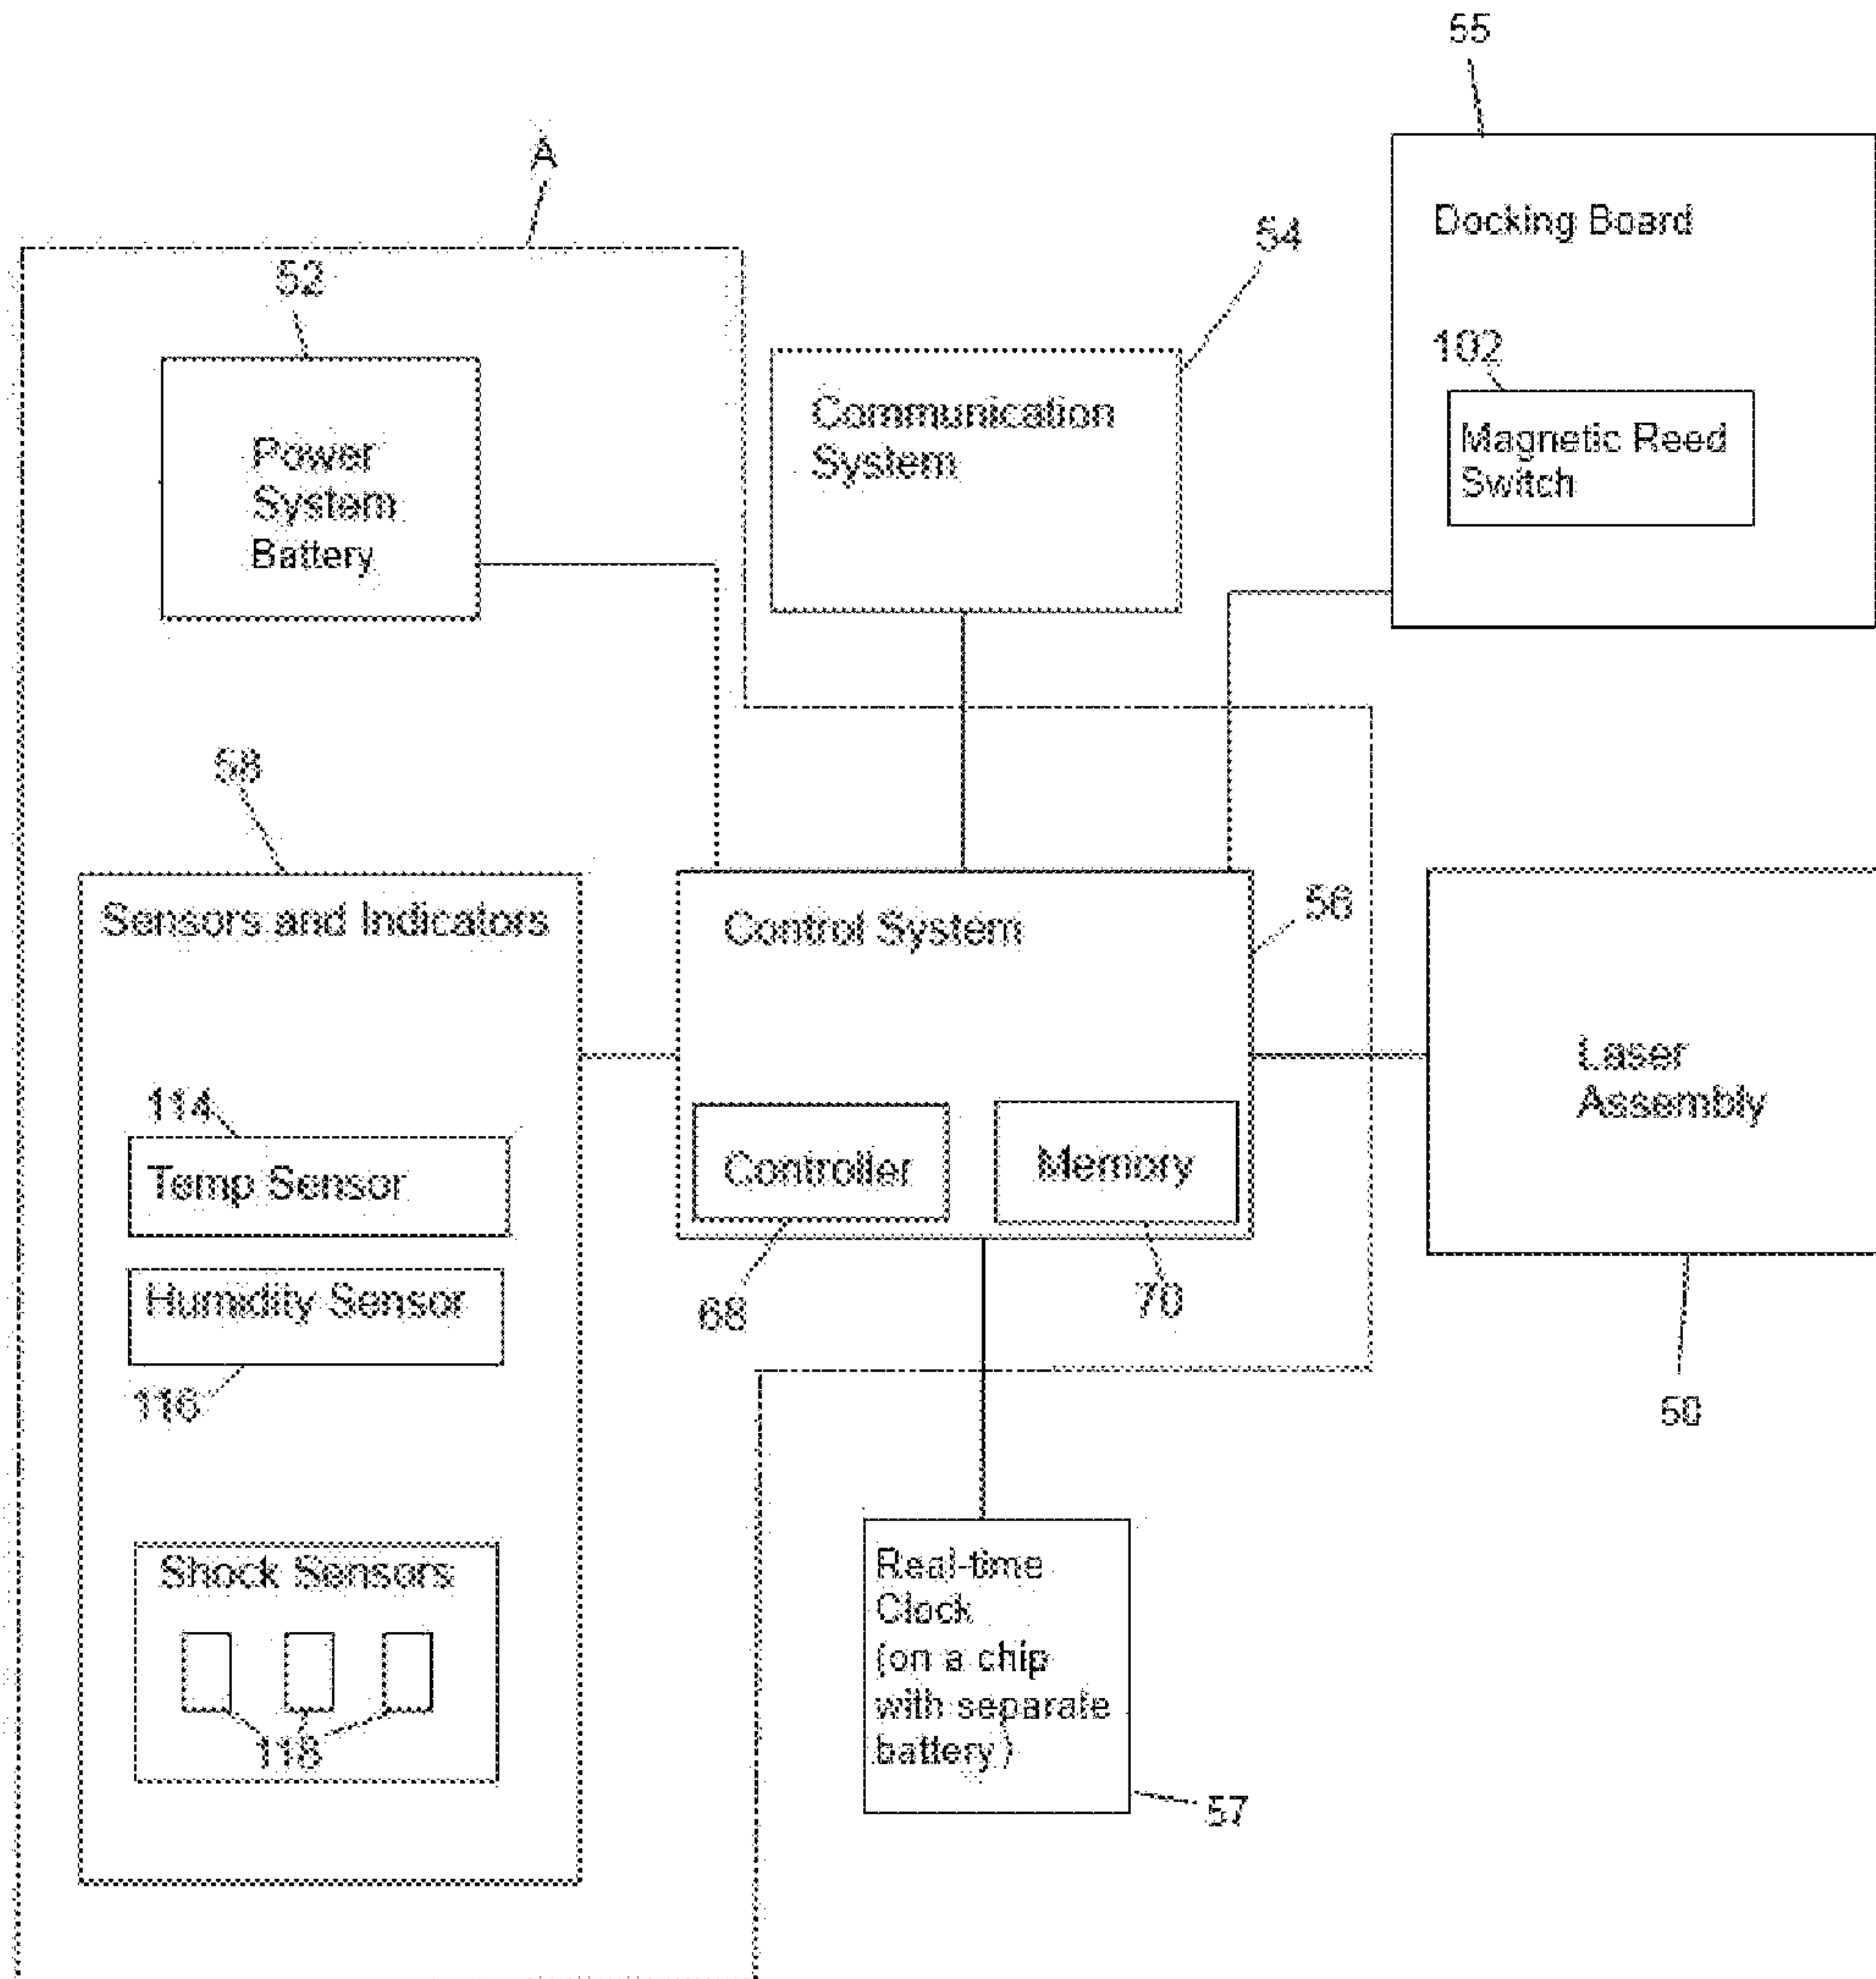 55
A
Docking Board
54
52
102
Communication
System
Magnetic Reed
Switch
Power
System
Battery
58
56
Sensors and Indicators
Control System
Laser
Assembly
114
Temp Sensor
Controller
Memory
Humidity Sensor
68
70
116
50
Shock Sensors
Real-time
Clock
(on a chip
with separate
battery)
118
57